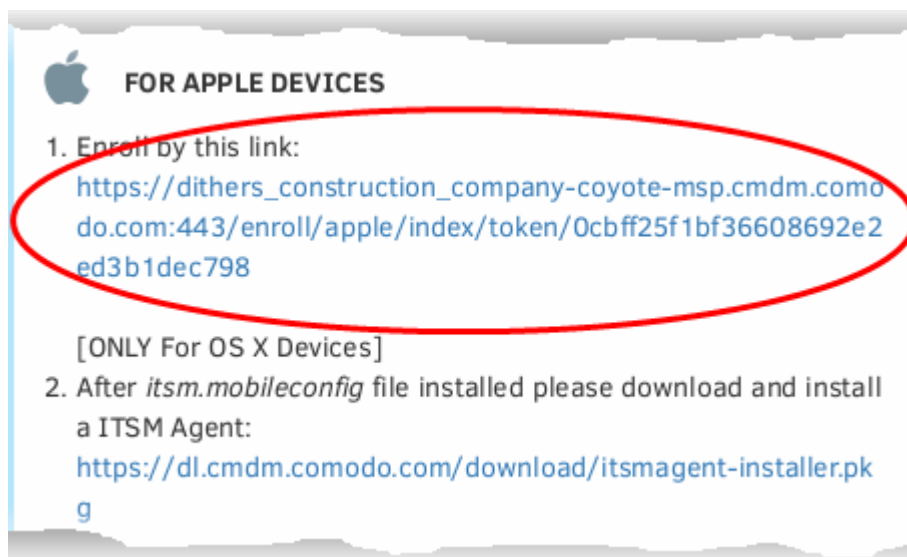 FOR APPLE DEVICES
1. Enroll by this link:
https://dithers_construction_company-coyote-msp.cmdm.como
do.com:443/enroll/apple/index/token/0cbff25f1bf36608692e2
ed3b1dec798
[ONLY For OS X Devices]
2. After itsm.mobileconfig file installed please download and install
a ITSM Agent:
https://dl.cmdm.comodo.com/download/itsmagent-installer.pk
g